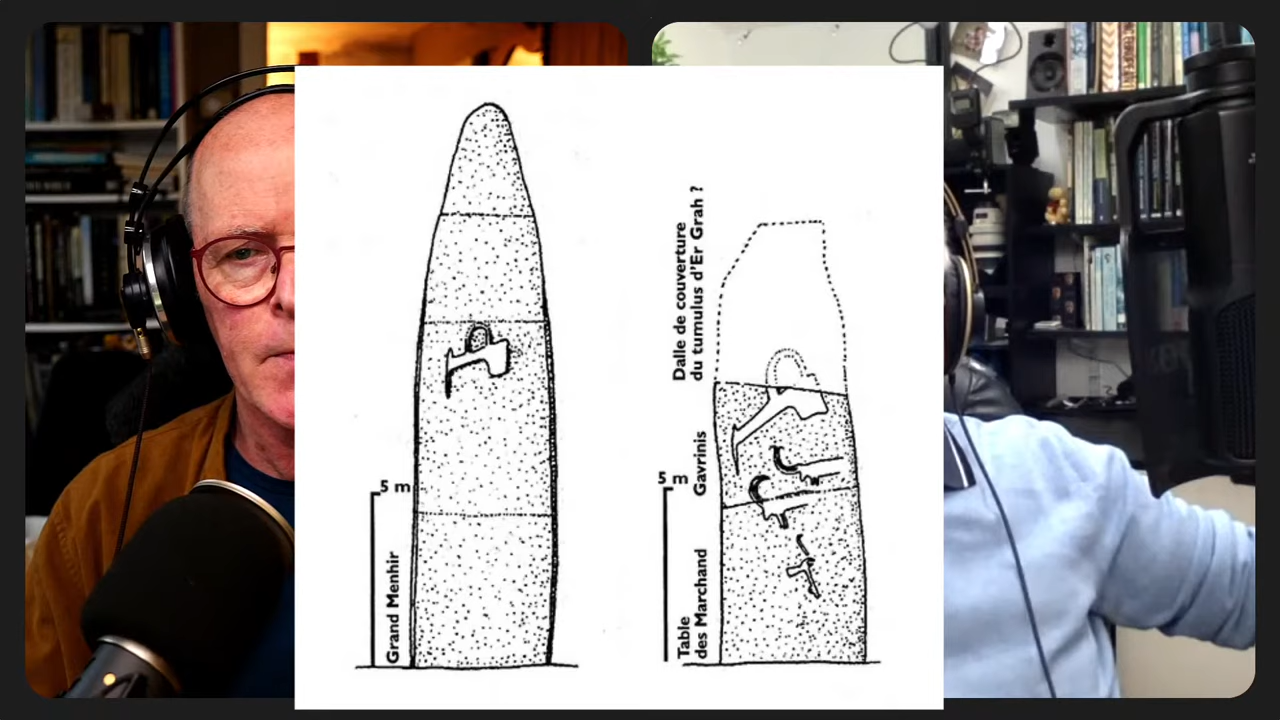 5 m
Grand Menhir
Dalle de couverture
du tumulus d'Er Grah ?
Gavrinis
5 m
Table
des Marchand